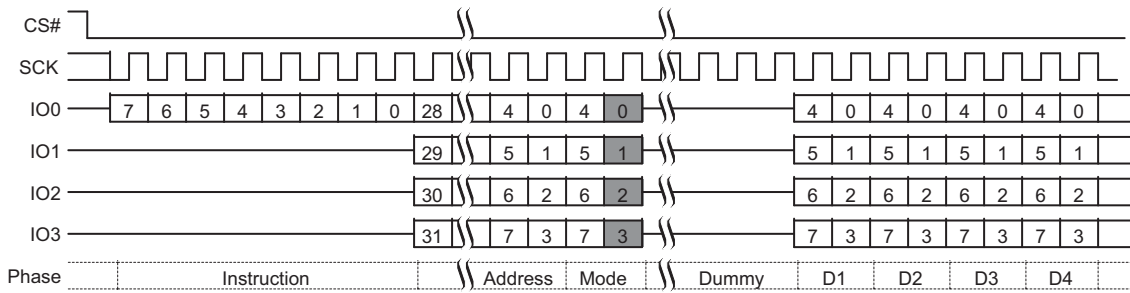 CS#
SCK
IO0 7 6 5 4 3 2 1 0 28 4 0 4 0 4 0 4 0 4 0 4 0
IO1 29 5 1 5 1 5 1 5 1 5 1 5 1
IO2 30 6 2 6 2 6 2 6 2 6 2 6 2
IO3 31 7 3 7 3 7 3 7 3 7 3 7 3
Phase Instruction Address Mode Dummy D1 D2 D3 D4